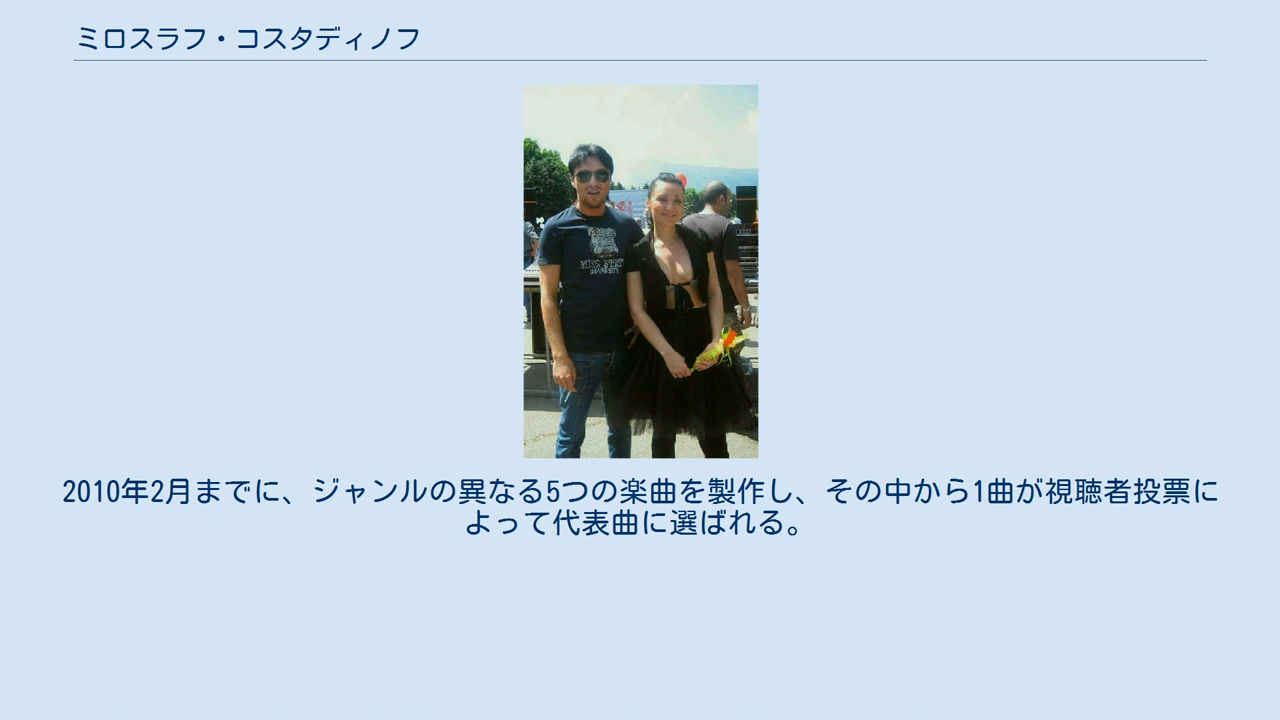 ミロスラフ・コスタディノフ
2010年2月までに、ジャンルの異なる5つの楽曲を製作し、その中から1曲が視聴者投票に
よって代表曲に選ばれる。